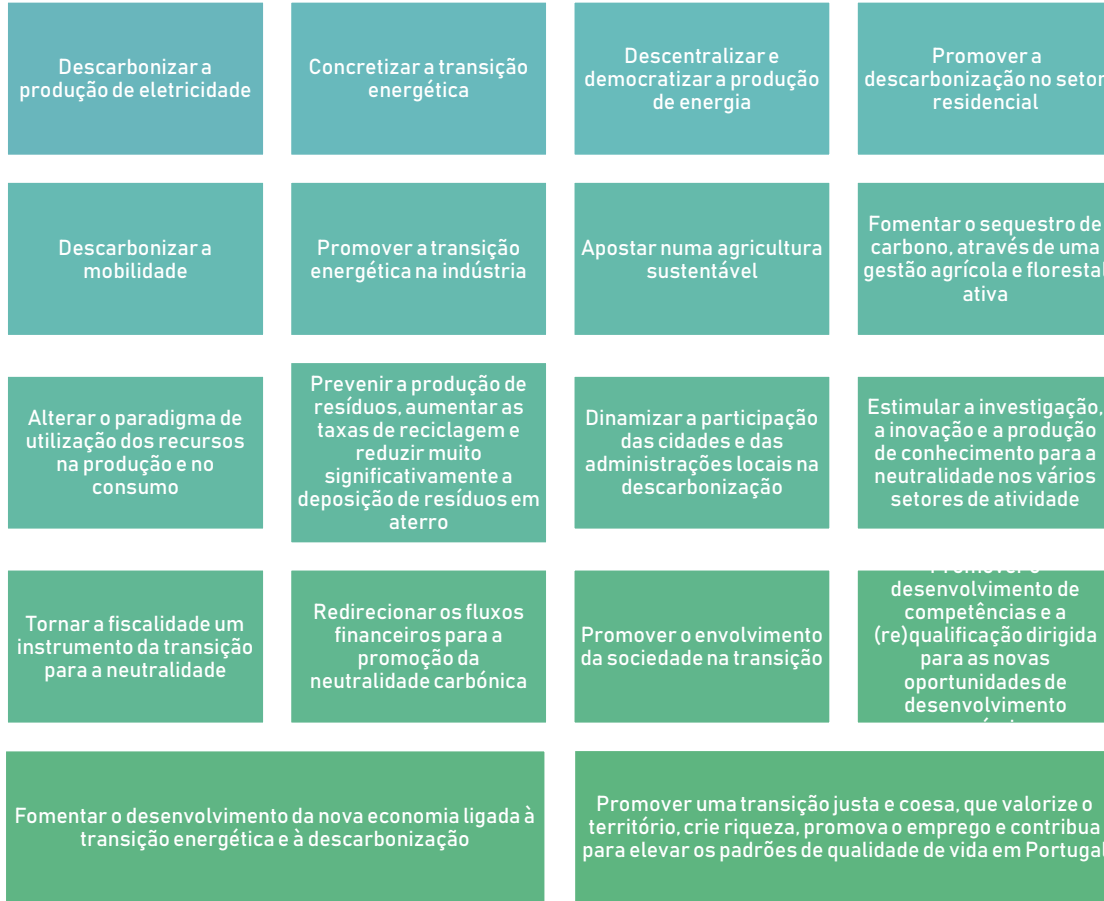 Descarbonizar a
produção de eletricidade
Concretizar a transição
energética
Descentralizar e
democratizar a produção
de energia
Promover a
descarbonização no setor
residencial
Descarbonizar a
mobilidade
Promover a transição
energética na indústria
Apostar numa agricultura
sustentável
Fomentar o sequestro de
carbono, através de uma
gestão agrícola e florestal
ativa
Alterar o paradigma de
utilização dos recursos
na produção e no
consumo
Prevenir a produção de
resíduos, aumentar as
taxas de reciclagem e
reduzir muito
significativamente a
deposição de resíduos em
aterro
Dinamizar a participação
das cidades e das
administrações locais na
descarbonização
Estimular a investigação,
a inovação e a produção
de conhecimento para a
neutralidade nos vários
setores de atividade
Tornar a fiscalidade um
instrumento da transição
para a neutralidade
Redirecionar os fluxos
financeiros para a
promoção da
neutralidade carbónica
Promover o envolvimento
da sociedade na transição
Promover o
desenvolvimento de
competências e a
(re)qualificação dirigida
para as novas
oportunidades de
desenvolvimento
Fomentar o desenvolvimento da nova economia ligada à
transição energética e à descarbonização
Promover uma transição justa e coesa, que valorize o
território, crie riqueza, promova o emprego e contribua
para elevar os padrões de qualidade de vida em Portugal